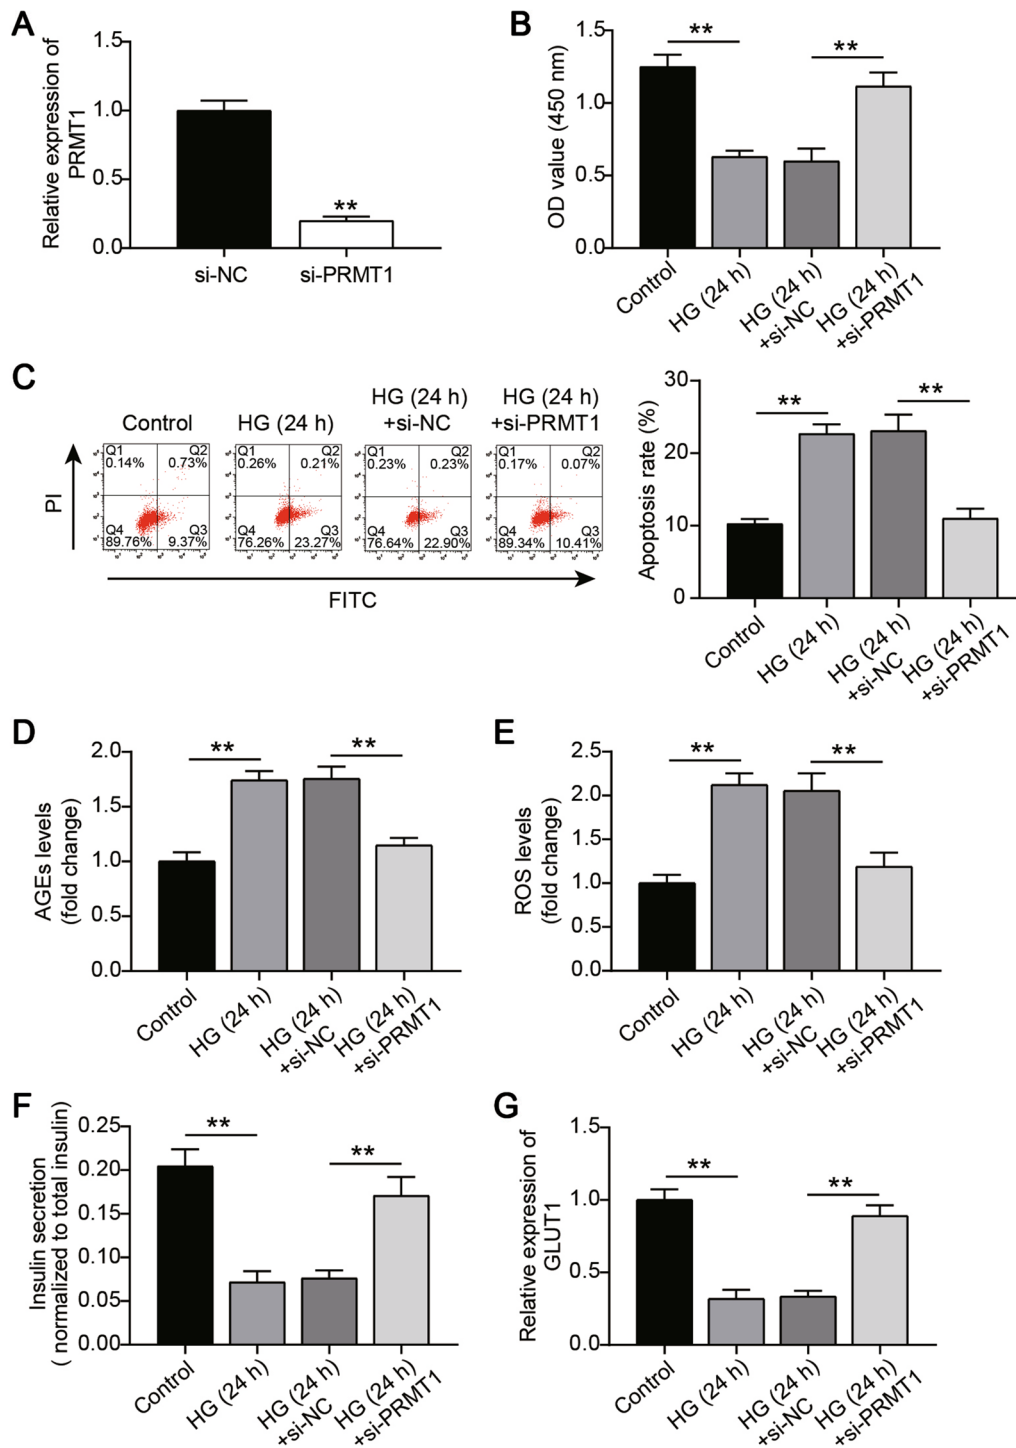 A
Relative expression of
PRMT1
1.5
1.0
0.5
0.0
**
si-NC
si-PRMT1
B
OD value (450 nm)
1.5
1.0
0.5
0.0
**
**
Control
HG (24 h)
HG (24 h)
+si-NC
HG (24 h)
+si-PRMT1
C
PI
Control
Q1
0.14%
Q2
0.73%
Q4
89.76%
Q3
9.37%
HG (24 h)
Q1
0.26%
Q2
0.21%
Q4
76.26%
Q3
23.27%
HG (24 h)
+si-NC
Q1
0.23%
Q2
0.23%
Q4
76.64%
Q3
22.90%
HG (24 h)
+si-PRMT1
Q1
0.17%
Q2
0.07%
Q4
89.34%
Q3
10.41%
FITC
Apoptosis rate (%)
30
20
10
0
**
**
Control
HG (24 h)
HG (24 h)
+si-NC
HG (24 h)
+si-PRMT1
D
AGEs levels
(fold change)
2.0
1.5
1.0
0.5
0.0
**
**
Control
HG (24 h)
HG (24 h)
+si-NC
HG (24 h)
+si-PRMT1
E
ROS levels
(fold change)
2.5
2.0
1.5
1.0
0.5
0.0
**
**
Control
HG (24 h)
HG (24 h)
+si-NC
HG (24 h)
+si-PRMT1
F
Insulin secretion
( normalized to total insulin)
0.25
0.20
0.15
0.10
0.05
0.00
**
**
Control
HG (24 h)
HG (24 h)
+si-NC
HG (24 h)
+si-PRMT1
G
Relative expression of
GLUT1
1.5
1.0
0.5
0.0
**
**
Control
HG (24 h)
HG (24 h)
+si-NC
HG (24 h)
+si-PRMT1